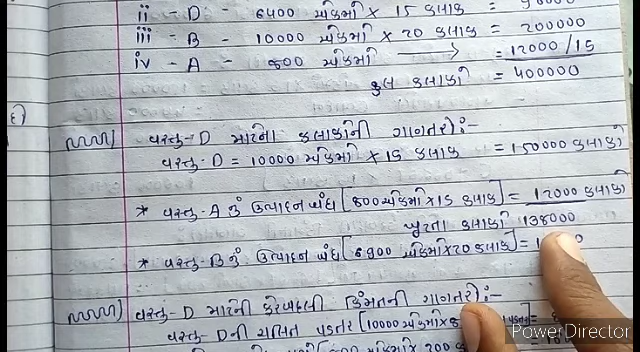 ii - D - 6400 એકમો × 15 કલાક =
iii - B - 10000 એકમો × 20 કલાક = 200000
iv - A - 800 એકમો → = 12000/15
કુલ કલાકો = 400000
વસ્તુ-D માટેના કલાકોની ગણતરી:-
વસ્તુ-D = 10000 એકમો × 15 કલાક = 150000 કલાકો
* વસ્તુ-A નું ઉત્પાદન બંધ [800 એકમો × 15 કલાક] = 12000 કલાકો
ખૂટતા કલાકો 138000
* વસ્તુ-B નું ઉત્પાદન બંધ [6900 એકમો × 20 કલાક] =
વસ્તુ-D માટેની ફેરબદલી કિંમતની ગણતરી:-
વસ્તુ-D ની ચલિત પડતર [10000 એકમો ×
PowerDirector